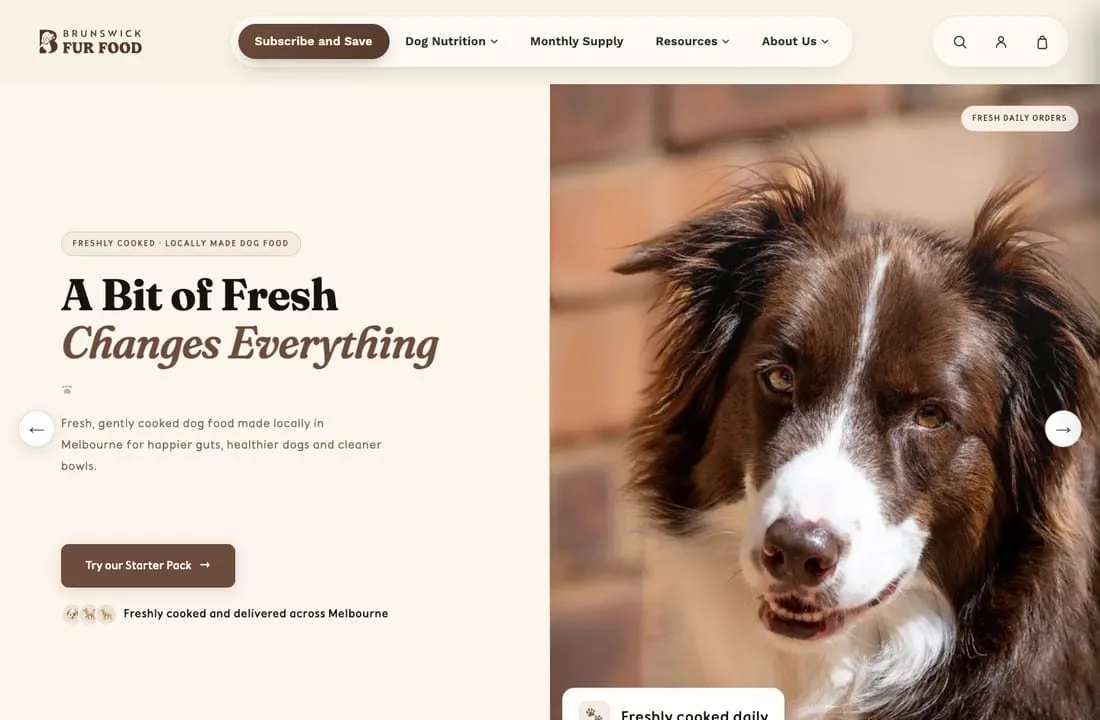 BRUNSWICK
FUR FOOD
Subscribe and Save
Dog Nutrition
Monthly Supply
Resources
About Us
FRESH DAILY ORDERS
FRESHLY COOKED · LOCALLY MADE DOG FOOD
A Bit of Fresh
Changes Everything
Fresh, gently cooked dog food made locally in
Melbourne for happier guts, healthier dogs and cleaner
bowls.
Try our Starter Pack →
Freshly cooked and delivered across Melbourne
Freshly cooked daily